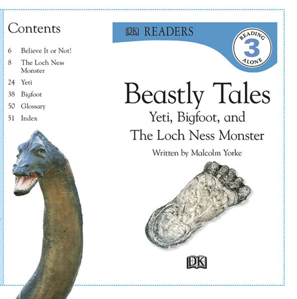 Contents
6 Believe It or Not!
8 The Loch Ness
Monster
24 Yeti
38 Bigfoot
50 Glossary
51 Index
DK READERS
READING
3
ALONE
Beastly Tales
Yeti, Bigfoot, and
The Loch Ness Monster
Written by Malcolm Yorke
DK